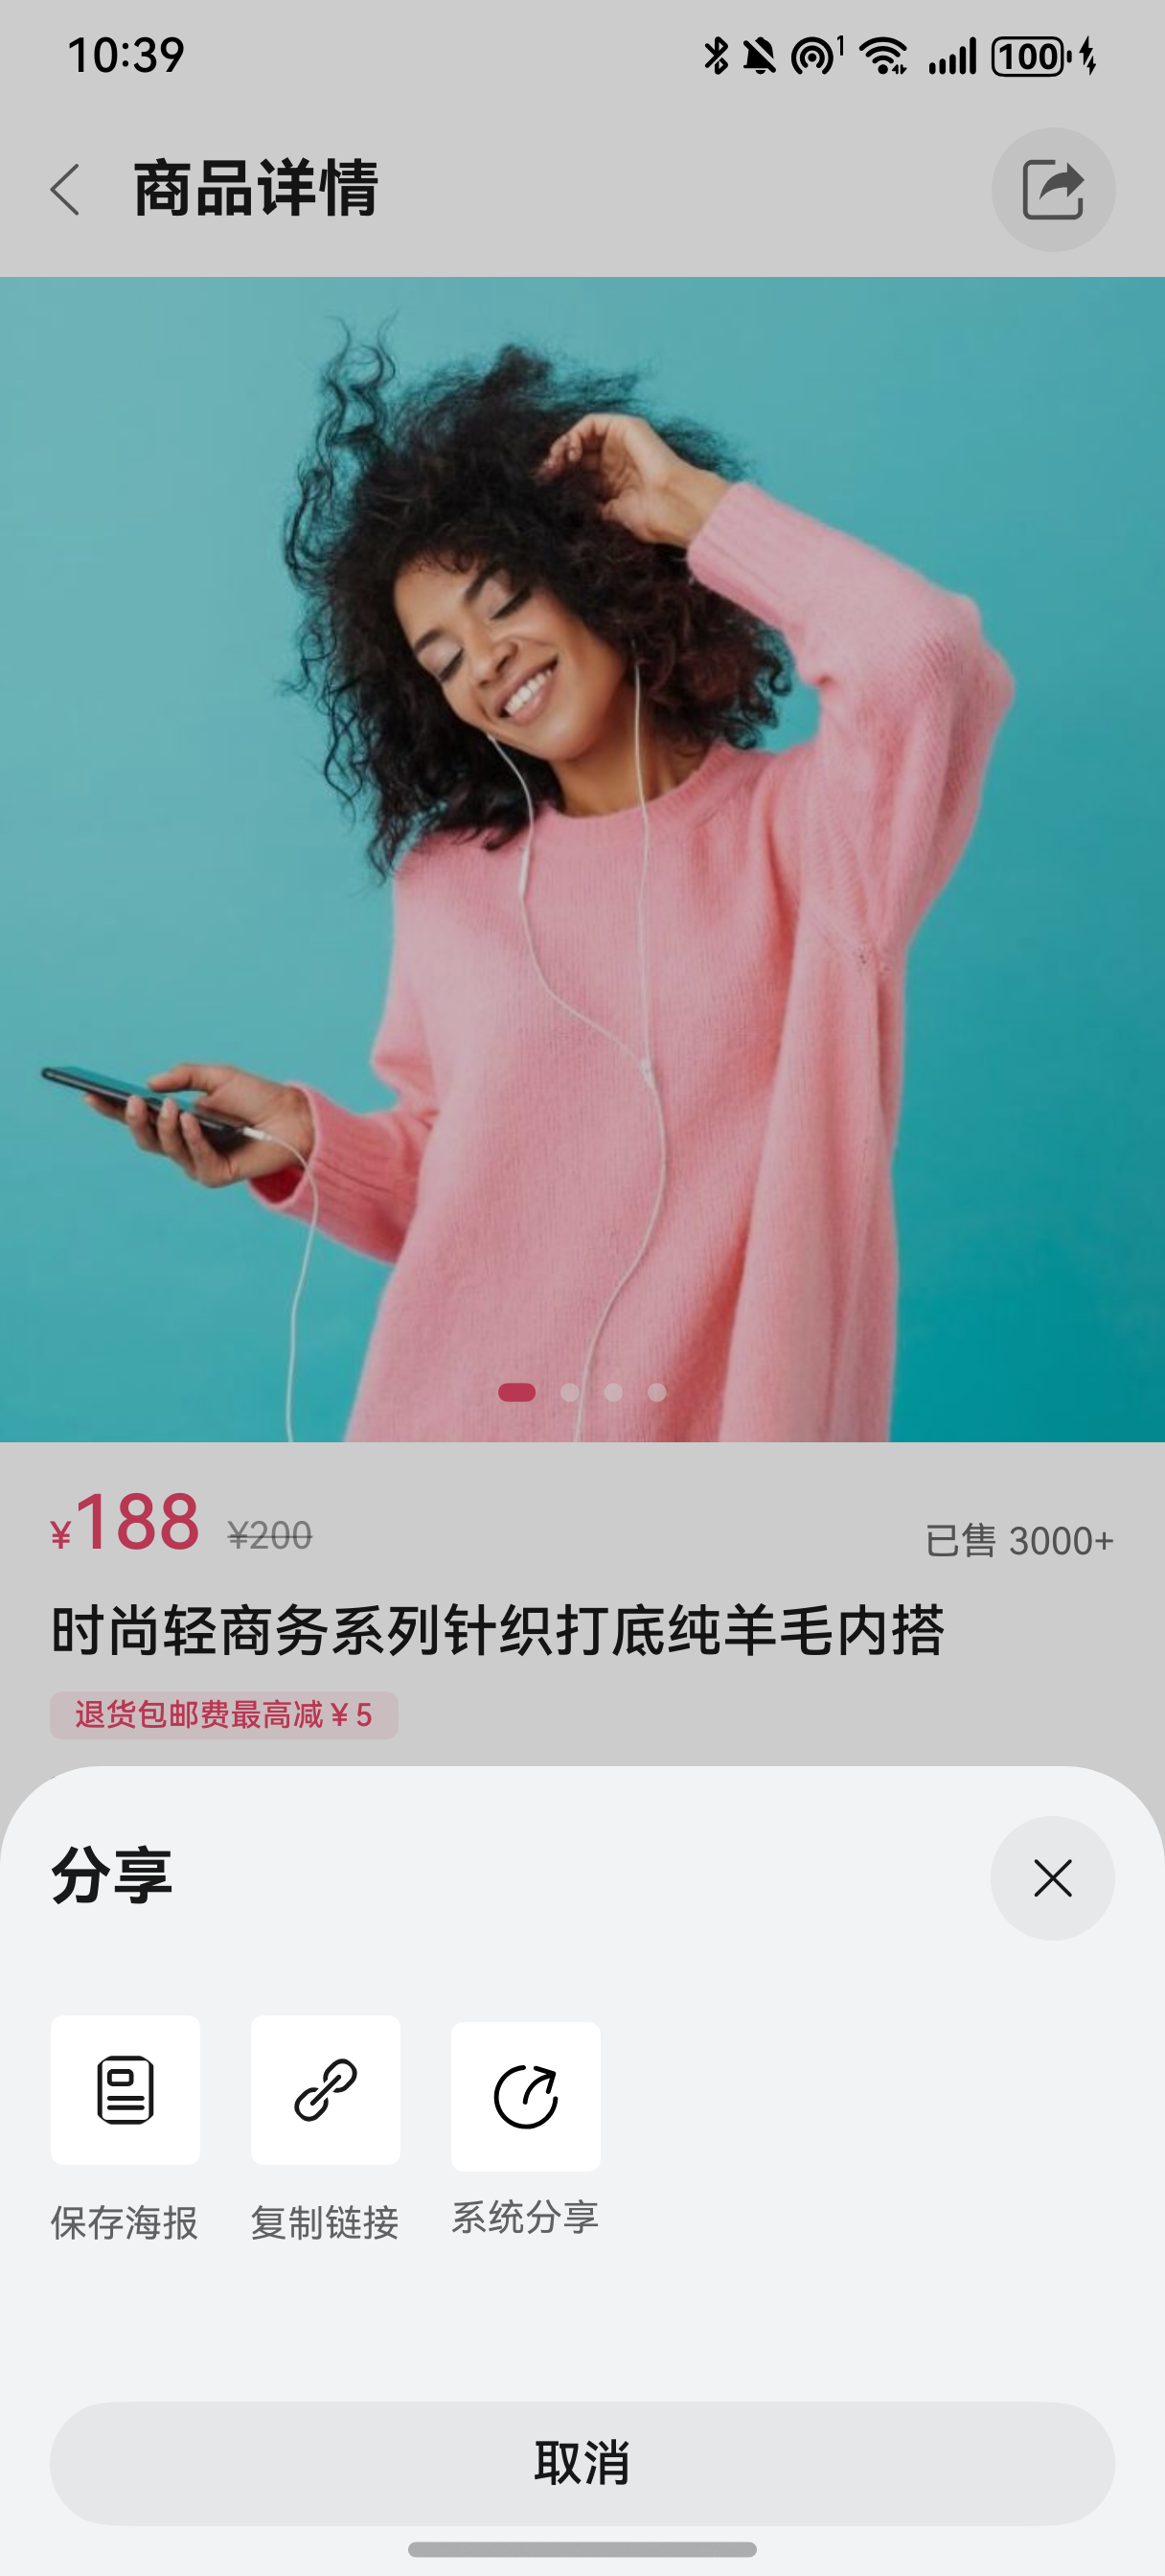 10:39
1
100
商品详情
¥188 ¥200
已售 3000+
时尚轻商务系列针织打底纯羊毛内搭
退货包邮费最高减￥5
分享
保存海报
复制链接
系统分享
取消